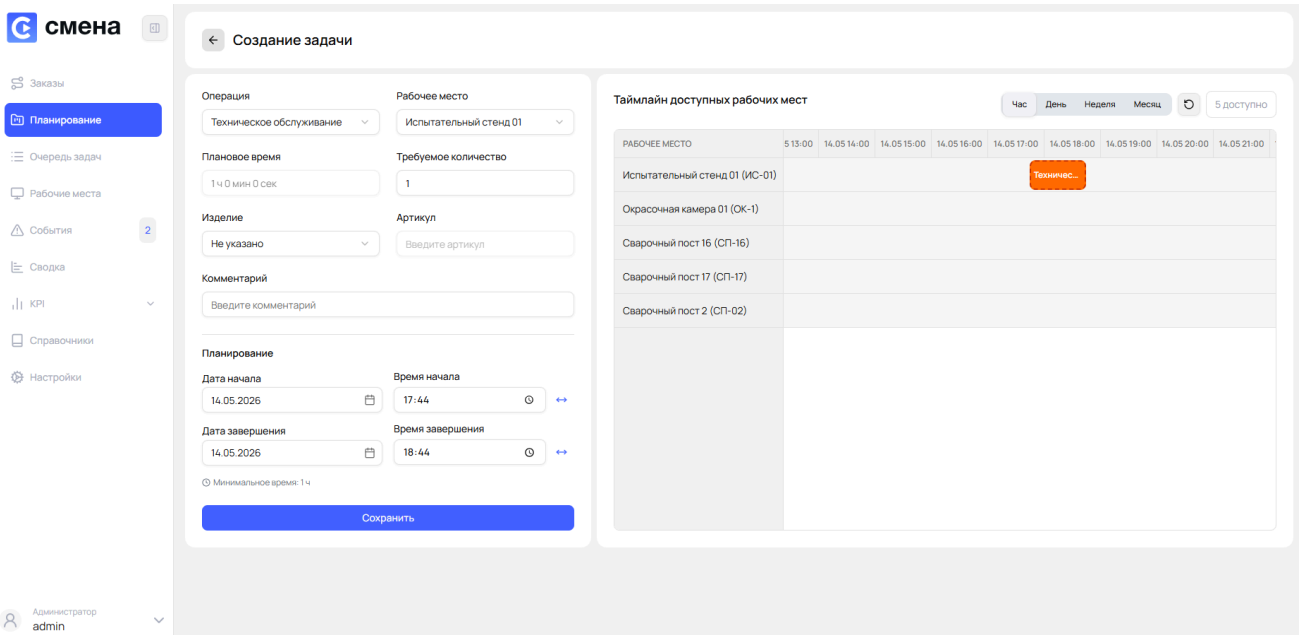 смена
Заказы
Планирование
Очередь задач
Рабочие места
События 2
Сводка
KPI
Справочники
Настройки
Администратор
admin
Создание задачи
Операция Рабочее место
Техническое обслуживание Испытательный стенд 01
Плановое время Требуемое количество
1 ч 0 мин 0 сек 1
Изделие Артикул
Не указано Введите артикул
Комментарий
Введите комментарий
Планирование
Дата начала Время начала
14.05.2026 17:44
Дата завершения Время завершения
14.05.2026 18:44
Минимальное время: 1 ч
Сохранить
Таймлайн доступных рабочих мест Час День Неделя Месяц 5 доступно
РАБОЧЕЕ МЕСТО 5 13:00 14.05 14:00 14.05 15:00 14.05 16:00 14.05 17:00 14.05 18:00 14.05 19:00 14.05 20:00 14.05 21:00
Испытательный стенд 01 (ИС-01) Техничес...
Окрасочная камера 01 (ОК-1)
Сварочный пост 16 (СП-16)
Сварочный пост 17 (СП-17)
Сварочный пост 2 (СП-02)